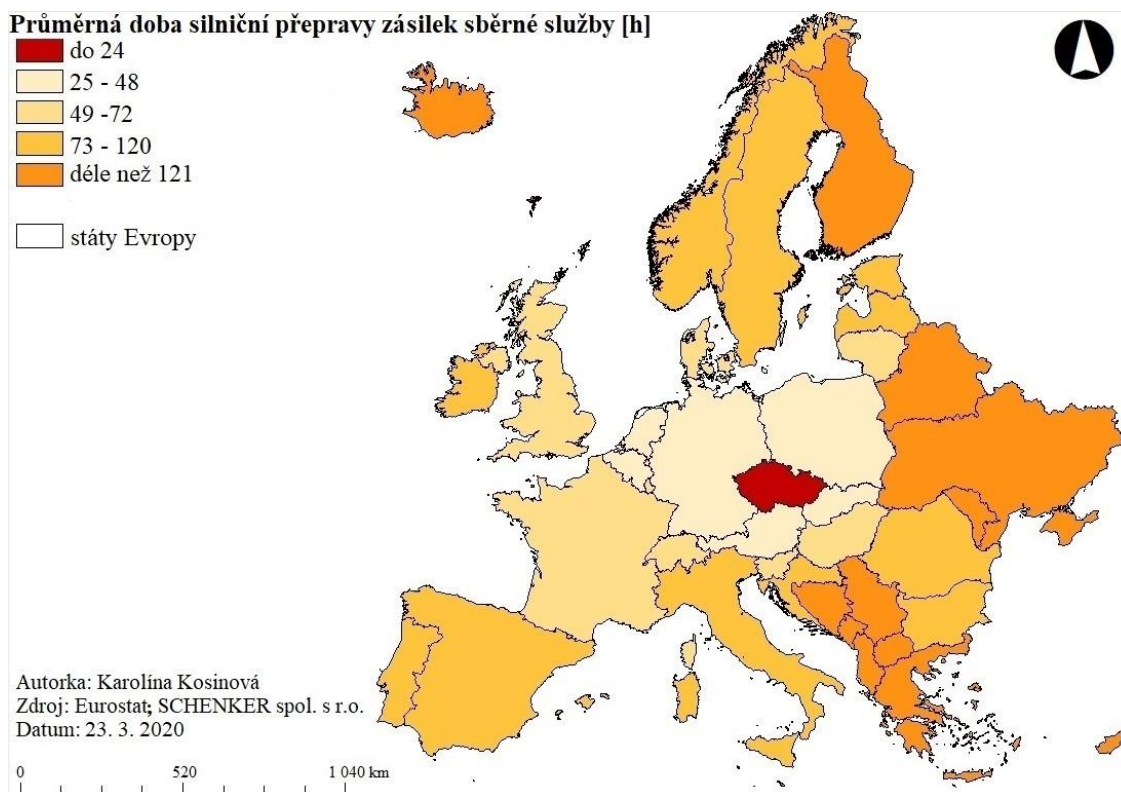 Průměrná doba silniční přepravy zásilek sběrné služby [h]
do 24
25 - 48
49 -72
73 - 120
déle než 121
státy Evropy
Autorka: Karolína Kosinová
Zdroj: Eurostat; SCHENKER spol. s r.o.
Datum: 23. 3. 2020
0 520 1 040 km